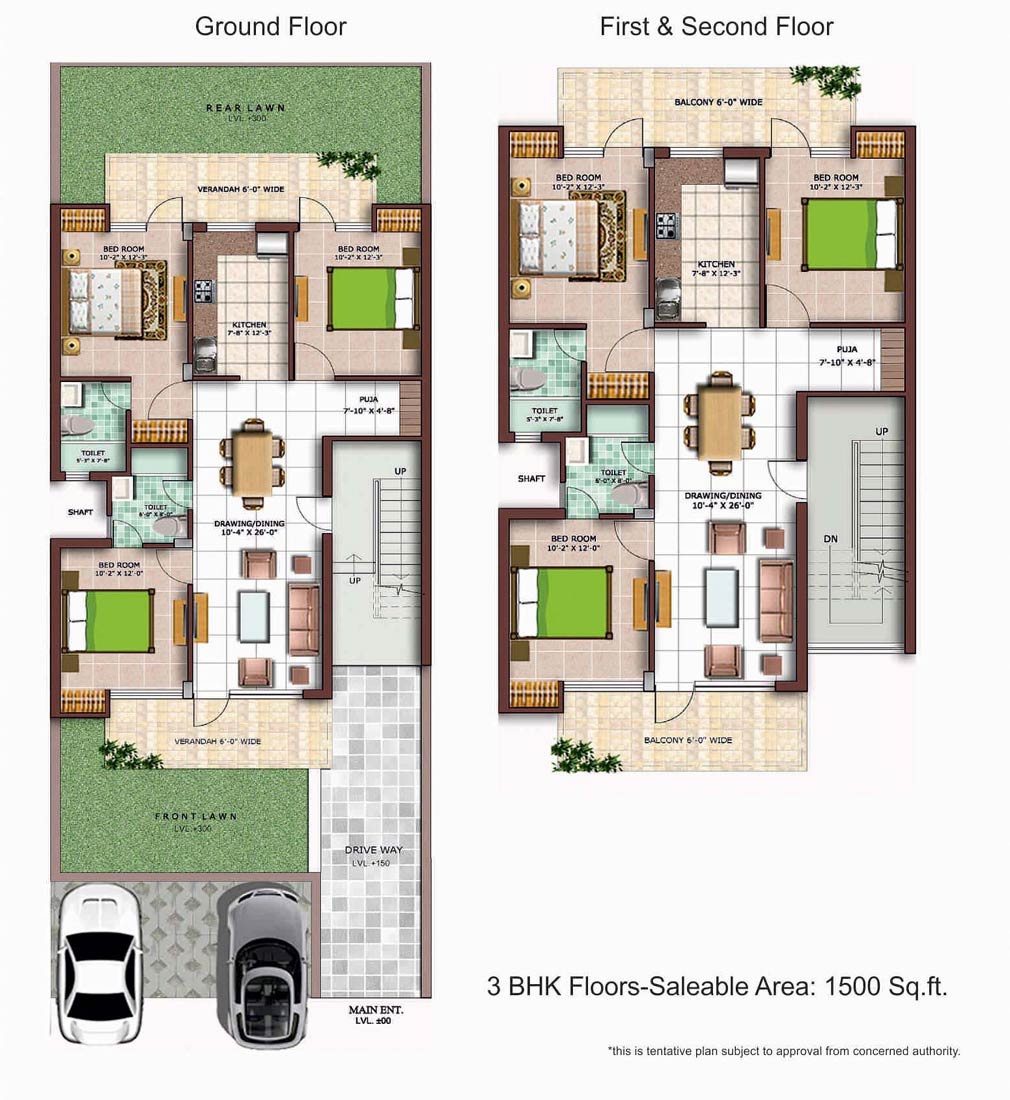 Ground Floor
REAR LAWN
LVL +300
VERANDAH 6'-0" WIDE
BED ROOM
10'-2" X 12'-3"
BED ROOM
10'-2" X 12'-3"
KITCHEN
7'-8" X 12'-3"
PUJA
7'-10" X 4'-8"
TOILET
5'-3" X 7'-8"
UP
SHAFT
TOILET
6'-0" X 8'-0"
DRAWING/DINING
10'-4" X 26'-0"
BED ROOM
10'-2" X 12'-0"
UP
VERANDAH 6'-0" WIDE
FRONT LAWN
LVL +300
DRIVE WAY
LVL +150
MAIN ENT.
LVL. ±00
First & Second Floor
BALCONY 6'-0" WIDE
BED ROOM
10'-2" X 12'-3"
BED ROOM
10'-2" X 12'-3"
KITCHEN
7'-8" X 12'-3"
PUJA
7'-10" X 4'-8"
TOILET
5'-3" X 7'-8"
UP
SHAFT
TOILET
6'-0" X 8'-0"
DRAWING/DINING
10'-4" X 26'-0"
BED ROOM
10'-2" X 12'-0"
DN
BALCONY 6'-0" WIDE
3 BHK Floors-Saleable Area: 1500 Sq.ft.
*this is tentative plan subject to approval from concerned authority.